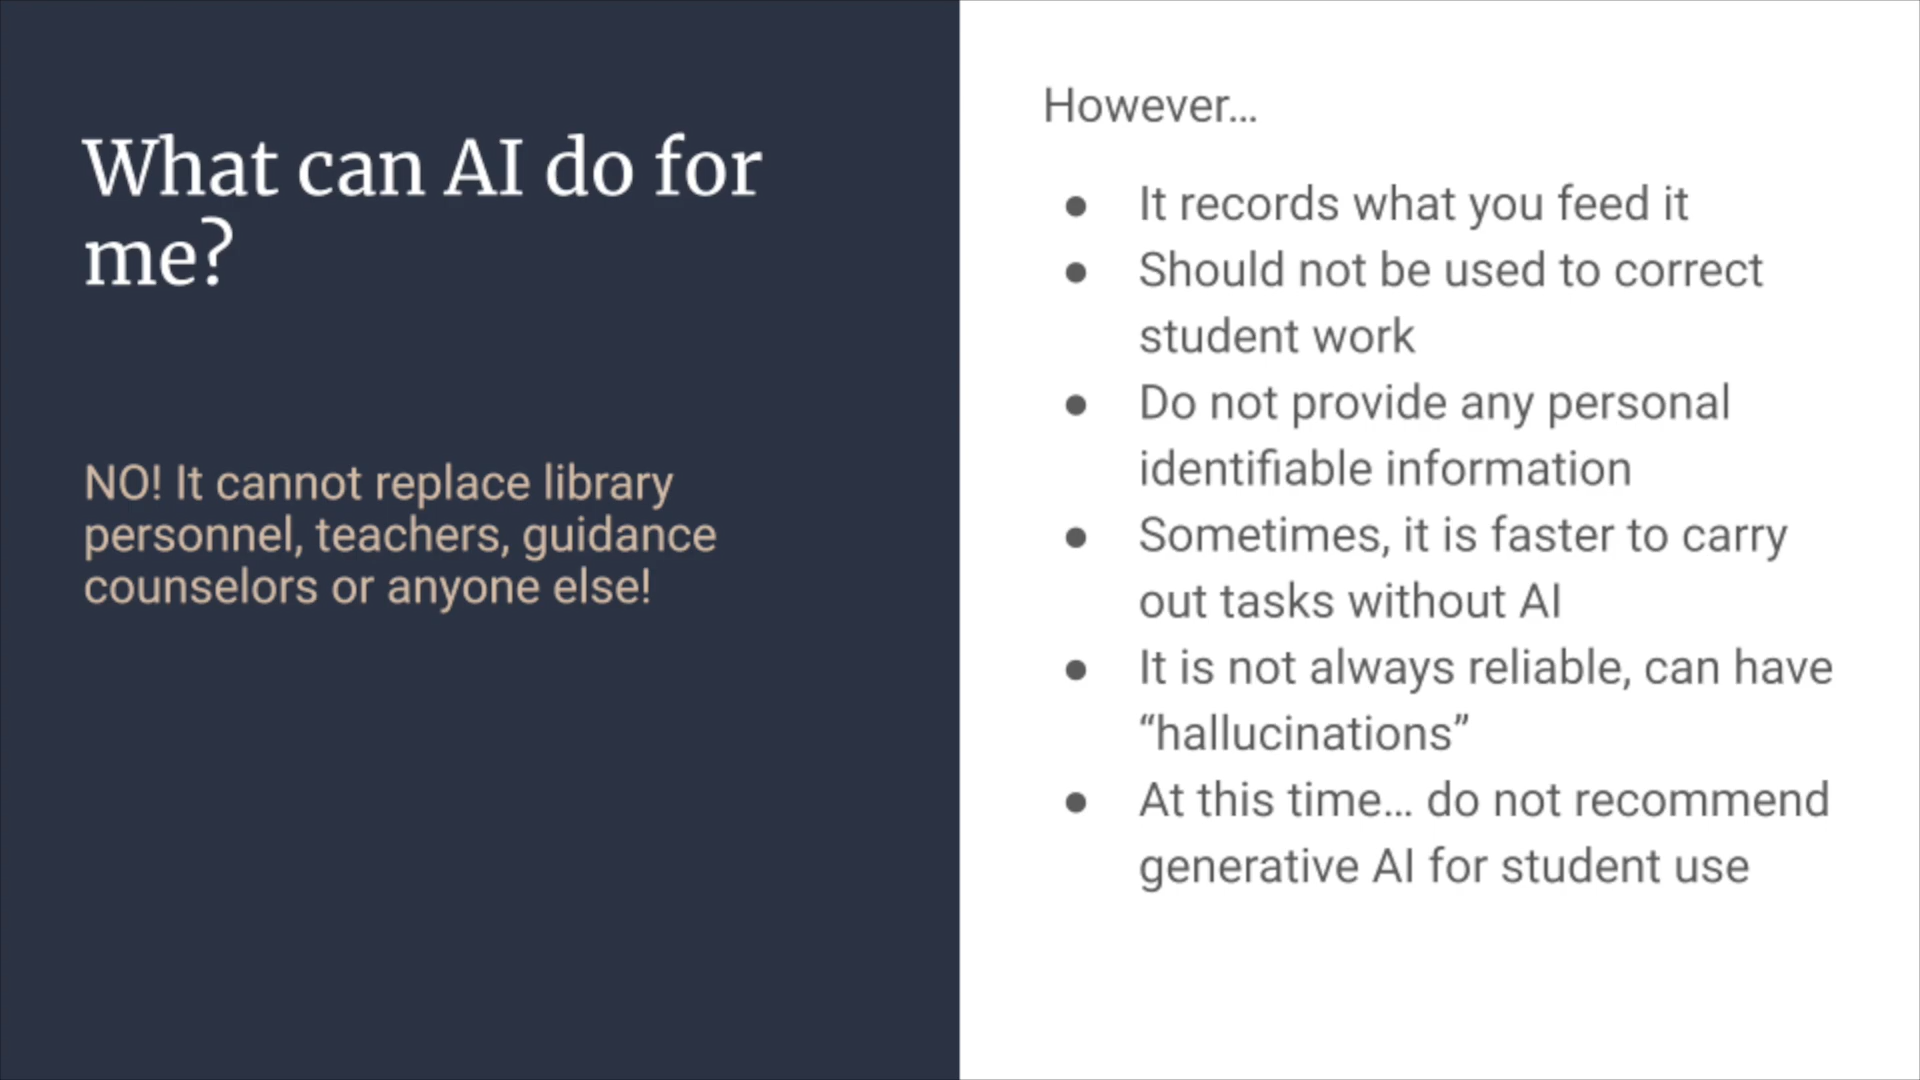 What can AI do for
me?
NO! It cannot replace library
personnel, teachers, guidance
counselors or anyone else!
However…
● It records what you feed it
● Should not be used to correct
student work
● Do not provide any personal
identifiable information
● Sometimes, it is faster to carry
out tasks without AI
● It is not always reliable, can have
“hallucinations”
● At this time… do not recommend
generative AI for student use